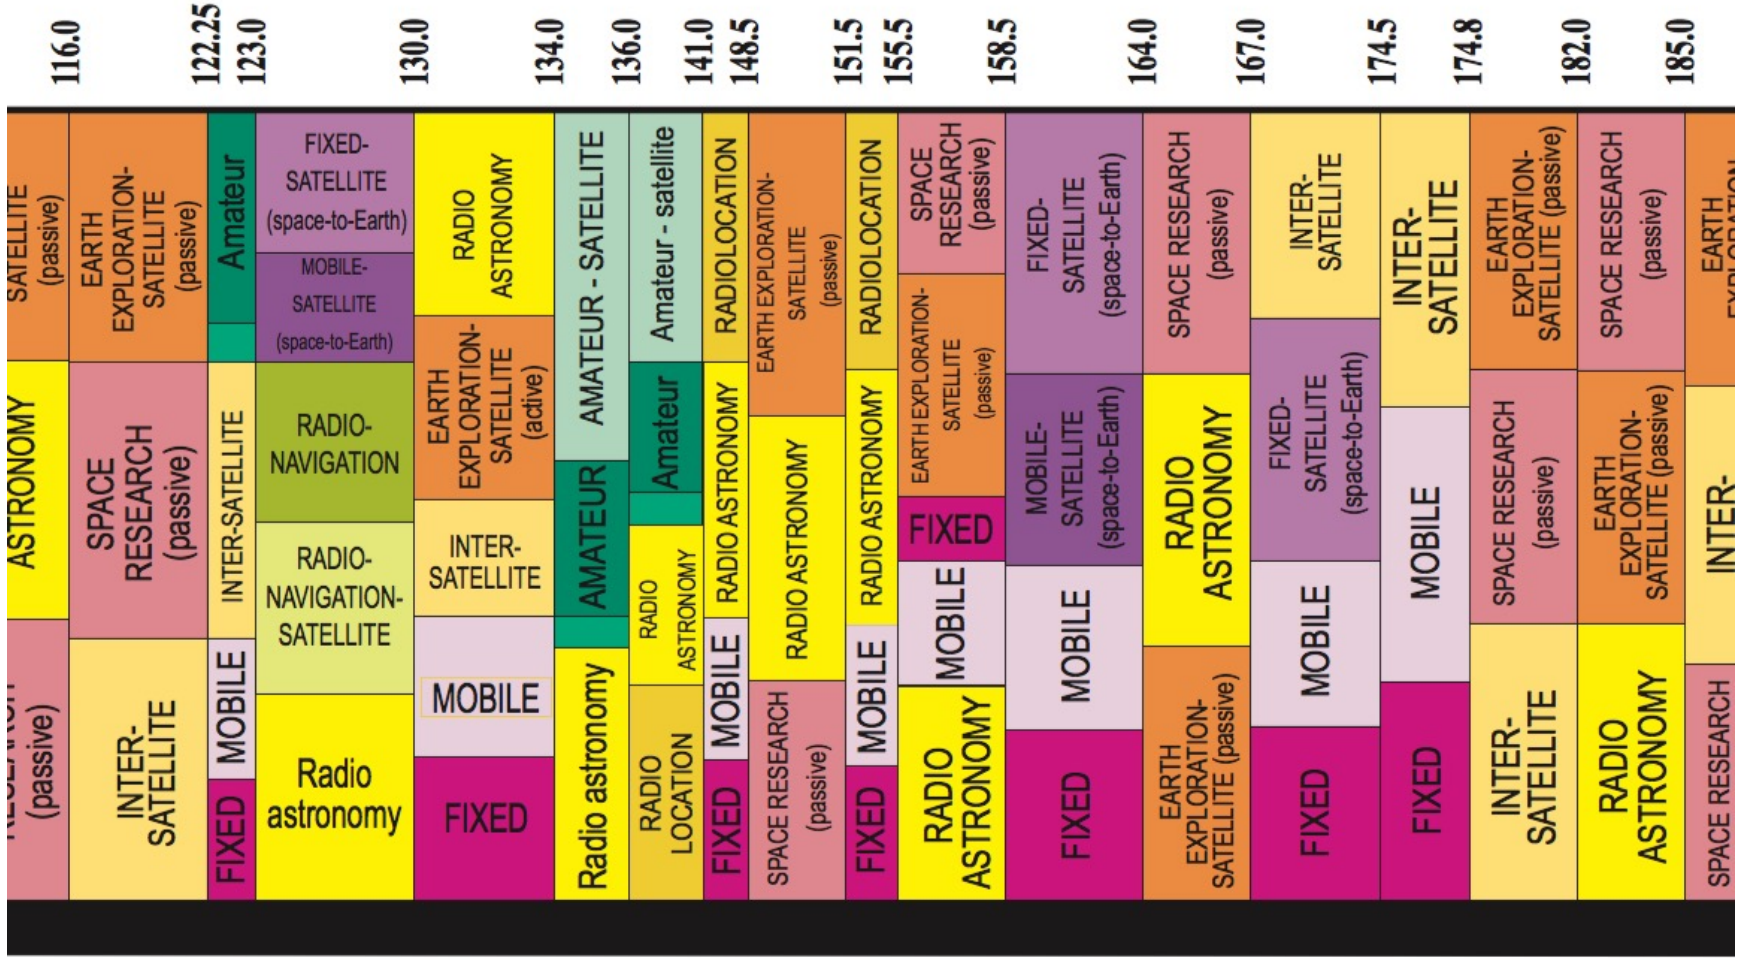 116.0
122.25
123.0
130.0
134.0
136.0
141.0
148.5
151.5
155.5
158.5
164.0
167.0
174.5
174.8
182.0
185.0
SATELLITE
(passive)
ASTRONOMY
(passive)
EARTH
EXPLORATION-
SATELLITE
(passive)
SPACE
RESEARCH
(passive)
INTER-
SATELLITE
Amateur
INTER-SATELLITE
MOBILE
FIXED
FIXED-
SATELLITE
(space-to-Earth)
MOBILE-
SATELLITE
(space-to-Earth)
RADIO-
NAVIGATION
RADIO-
NAVIGATION-
SATELLITE
Radio
astronomy
RADIO
ASTRONOMY
EARTH
EXPLORATION-
SATELLITE
(active)
INTER-
SATELLITE
MOBILE
FIXED
AMATEUR - SATELLITE
AMATEUR
Radio astronomy
Amateur - satellite
Amateur
RADIO
ASTRONOMY
RADIO
LOCATION
RADIOLOCATION
RADIO ASTRONOMY
MOBILE
FIXED
EARTH EXPLORATION-
SATELLITE
(passive)
RADIO ASTRONOMY
SPACE RESEARCH
(passive)
RADIOLOCATION
RADIO ASTRONOMY
MOBILE
FIXED
SPACE
RESEARCH
(passive)
EARTH EXPLORATION-
SATELLITE
(passive)
FIXED
MOBILE
RADIO
ASTRONOMY
FIXED-
SATELLITE
(space-to-Earth)
MOBILE-
SATELLITE
(space-to-Earth)
MOBILE
FIXED
SPACE RESEARCH
(passive)
RADIO
ASTRONOMY
EARTH
EXPLORATION-
SATELLITE (passive)
INTER-
SATELLITE
FIXED-
SATELLITE
(space-to-Earth)
MOBILE
FIXED
INTER-
SATELLITE
MOBILE
FIXED
EARTH
EXPLORATION-
SATELLITE (passive)
SPACE RESEARCH
(passive)
INTER-
SATELLITE
SPACE RESEARCH
(passive)
EARTH
EXPLORATION-
SATELLITE (passive)
RADIO
ASTRONOMY
EARTH
INTER-
SPACE RESEARCH